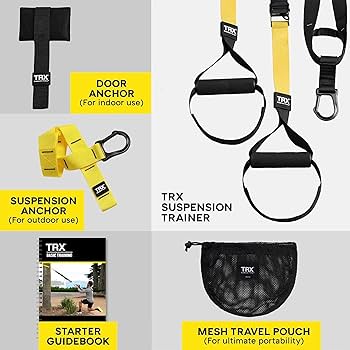 TRX
DOOR
ANCHOR
(For indoor use)
TRX
SUSPENSION
ANCHOR
(For outdoor use)
TRX
TRX
TRX
SUSPENSION
TRAINER
TRX
BASIC TRAINING
STARTER
GUIDEBOOK
TRX
MESH TRAVEL POUCH
(For ultimate portability)